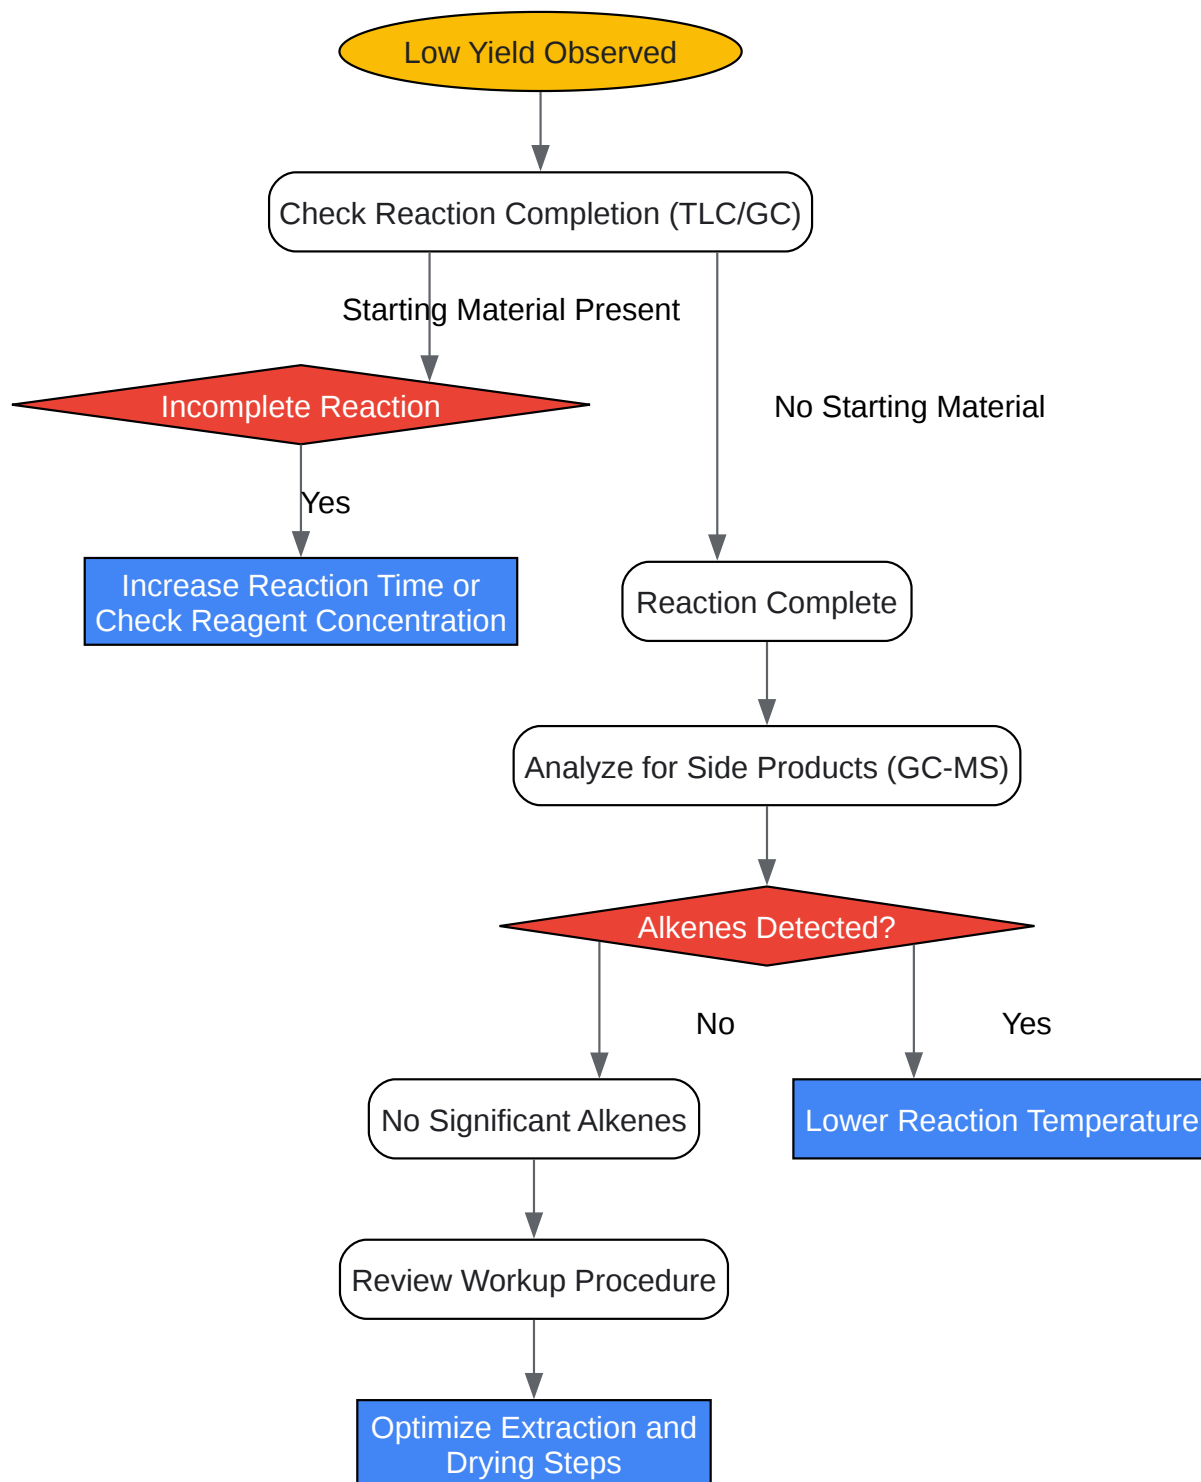 Low Yield Observed
Check Reaction Completion (TLC/GC)
Starting Material Present
Incomplete Reaction
No Starting Material
Yes
Increase Reaction Time or
Check Reagent Concentration
Reaction Complete
Analyze for Side Products (GC-MS)
Alkenes Detected?
No
Yes
No Significant Alkenes
Lower Reaction Temperature
Review Workup Procedure
Optimize Extraction and
Drying Steps